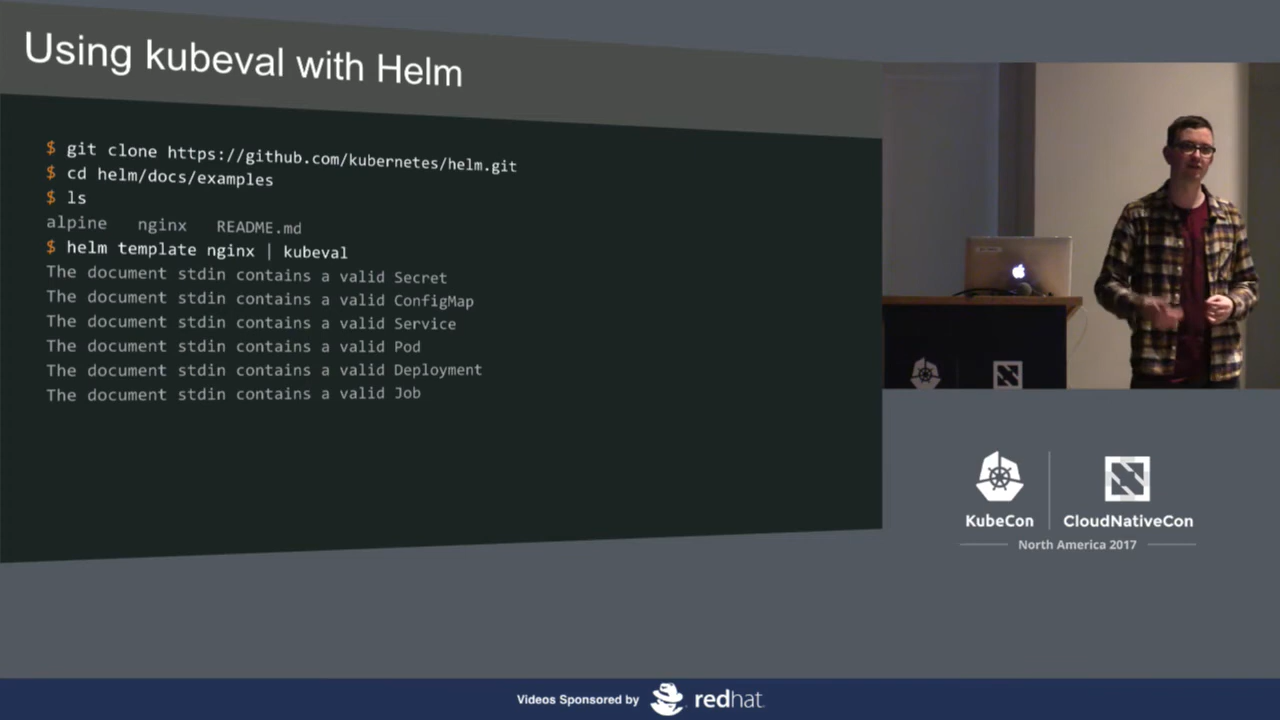 Using kubeval with Helm
$ git clone https://github.com/kubernetes/helm.git
$ cd helm/docs/examples
$ ls
alpine nginx README.md
$ helm template nginx | kubeval
The document stdin contains a valid Secret
The document stdin contains a valid ConfigMap
The document stdin contains a valid Service
The document stdin contains a valid Pod
The document stdin contains a valid Deployment
The document stdin contains a valid Job
KubeCon
CloudNativeCon
North America 2017
Videos Sponsored by redhat